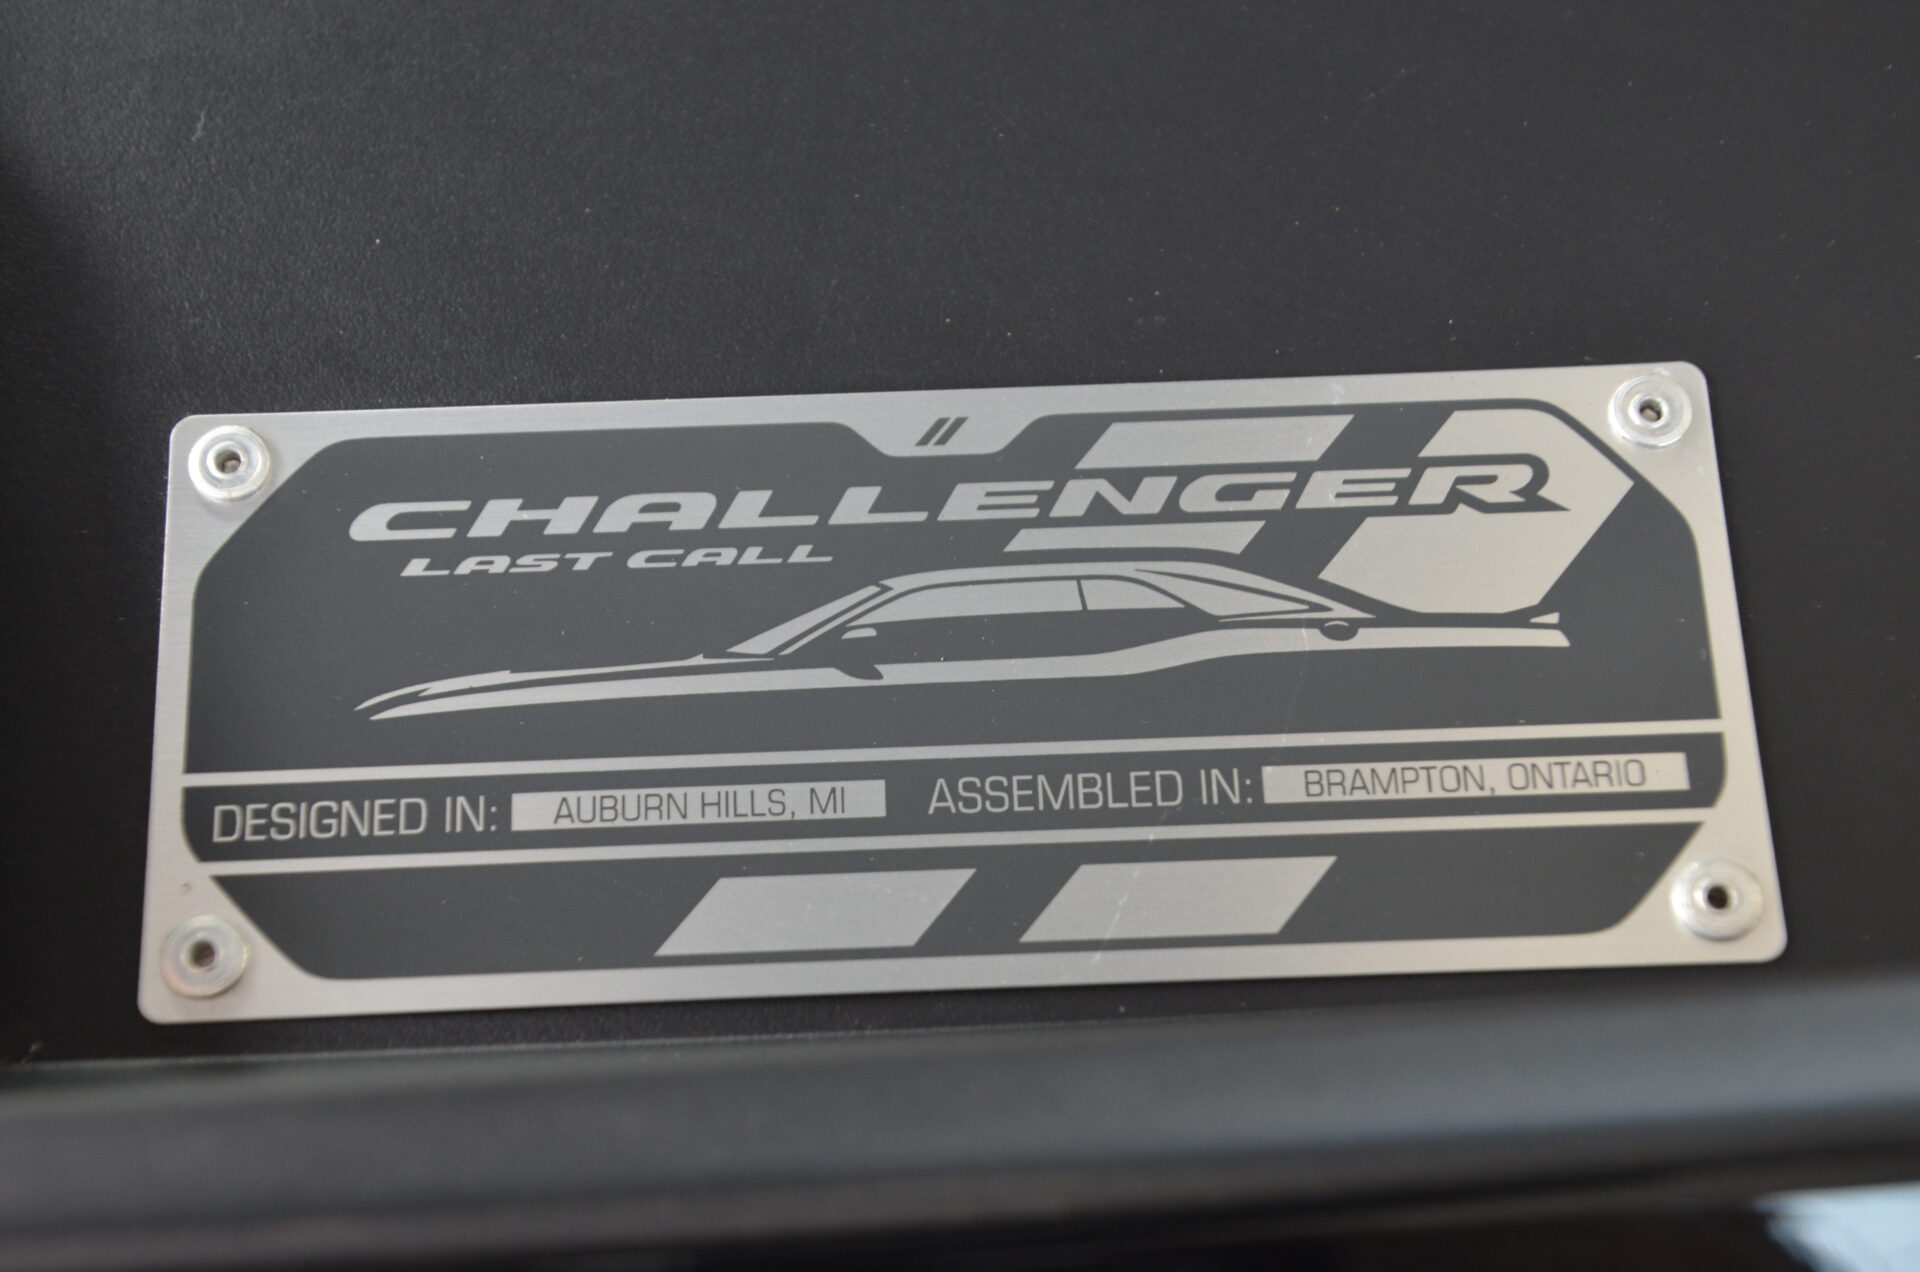 CHALLENGER
LAST CALL
DESIGNED IN: AUBURN HILLS, MI ASSEMBLED IN: BRAMPTON, ONTARIO